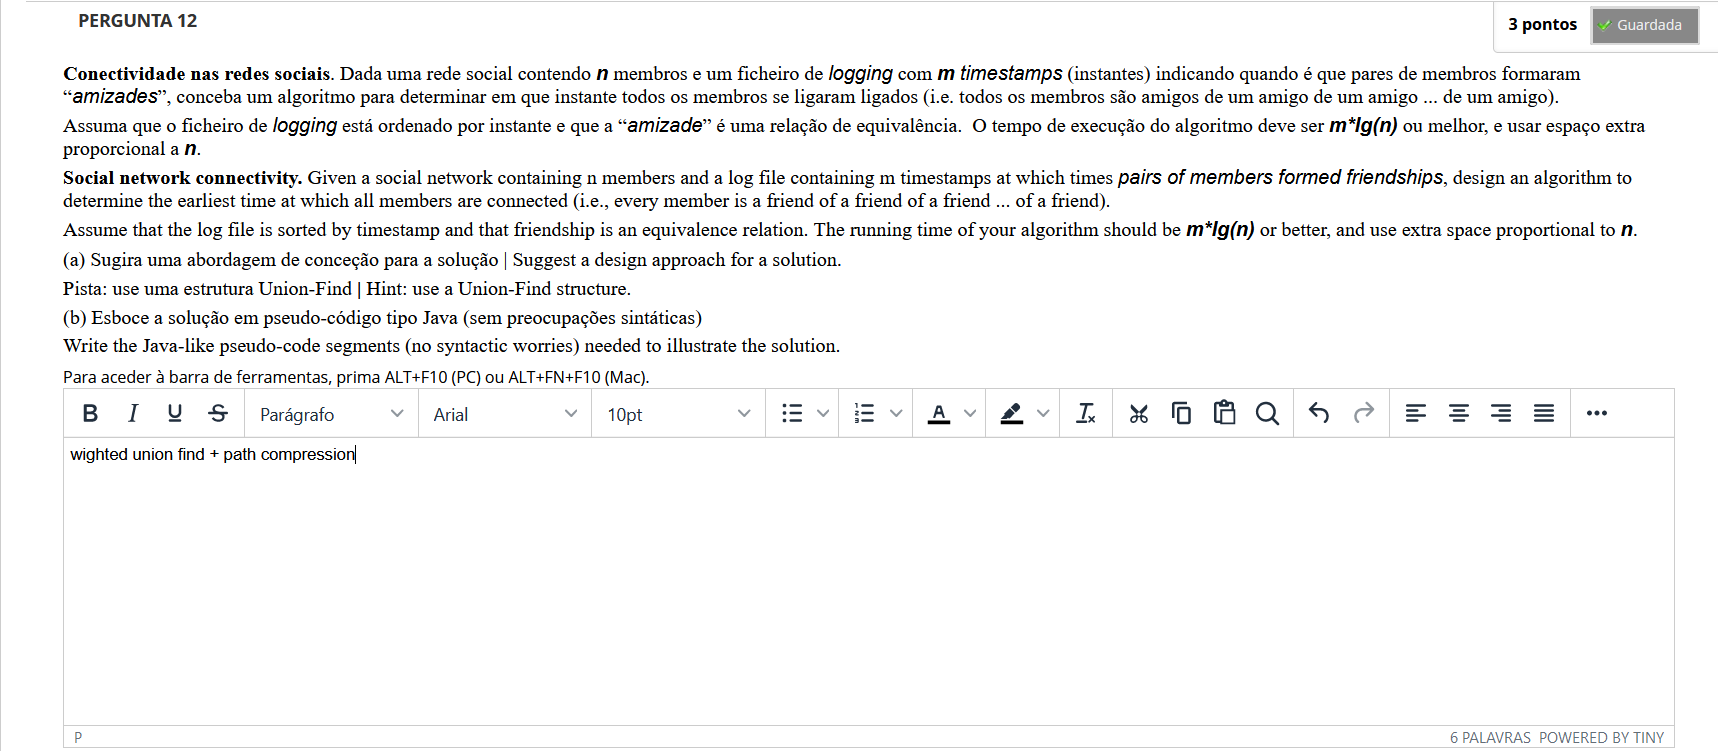 PERGUNTA 12
3 pontos
Guardada
Conectividade nas redes sociais. Dada uma rede social contendo n membros e um ficheiro de logging com m timestamps (instantes) indicando quando é que pares de membros formaram
“amizades”, conceba um algoritmo para determinar em que instante todos os membros se ligaram ligados (i.e. todos os membros são amigos de um amigo de um amigo ... de um amigo).
Assuma que o ficheiro de logging está ordenado por instante e que a “amizade” é uma relação de equivalência. O tempo de execução do algoritmo deve ser m*lg(n) ou melhor, e usar espaço extra
proporcional a n.
Social network connectivity. Given a social network containing n members and a log file containing m timestamps at which times pairs of members formed friendships, design an algorithm to
determine the earliest time at which all members are connected (i.e., every member is a friend of a friend of a friend ... of a friend).
Assume that the log file is sorted by timestamp and that friendship is an equivalence relation. The running time of your algorithm should be m*lg(n) or better, and use extra space proportional to n.
(a) Sugira uma abordagem de conceção para a solução | Suggest a design approach for a solution.
Pista: use uma estrutura Union-Find | Hint: use a Union-Find structure.
(b) Esboce a solução em pseudo-código tipo Java (sem preocupações sintáticas)
Write the Java-like pseudo-code segments (no syntactic worries) needed to illustrate the solution.
Para aceder à barra de ferramentas, prima ALT+F10 (PC) ou ALT+FN+F10 (Mac).
B I U S Parágrafo Arial 10pt
wighted union find + path compression
P
6 PALAVRAS POWERED BY TINY